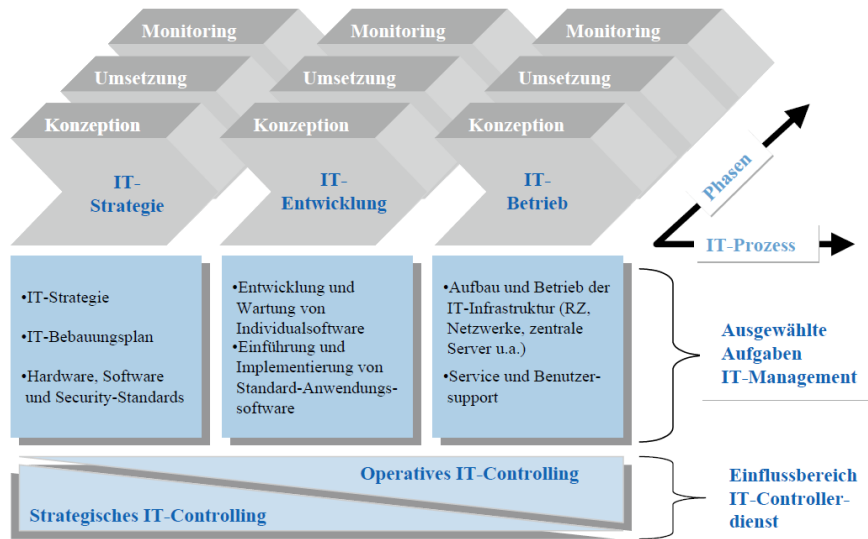 Monitoring
Monitoring
Monitoring
Umsetzung
Umsetzung
Umsetzung
Konzeption
Konzeption
Konzeption
IT-
Strategie
IT-
Entwicklung
IT-
Betrieb
Phasen
IT-Prozess
•IT-Strategie
•IT-Bebauungsplan
•Hardware, Software
und Security-Standards
•Entwicklung und
Wartung von
Individualsoftware
•Einführung und
Implementierung von
Standard-Anwendungs-
software
•Aufbau und Betrieb der
IT-Infrastruktur (RZ,
Netzwerke, zentrale
Server u.a.)
•Service und Benutzer-
support
Ausgewählte
Aufgaben
IT-Management
Operatives IT-Controlling
Strategisches IT-Controlling
Einflussbereich
IT-Controller-
dienst